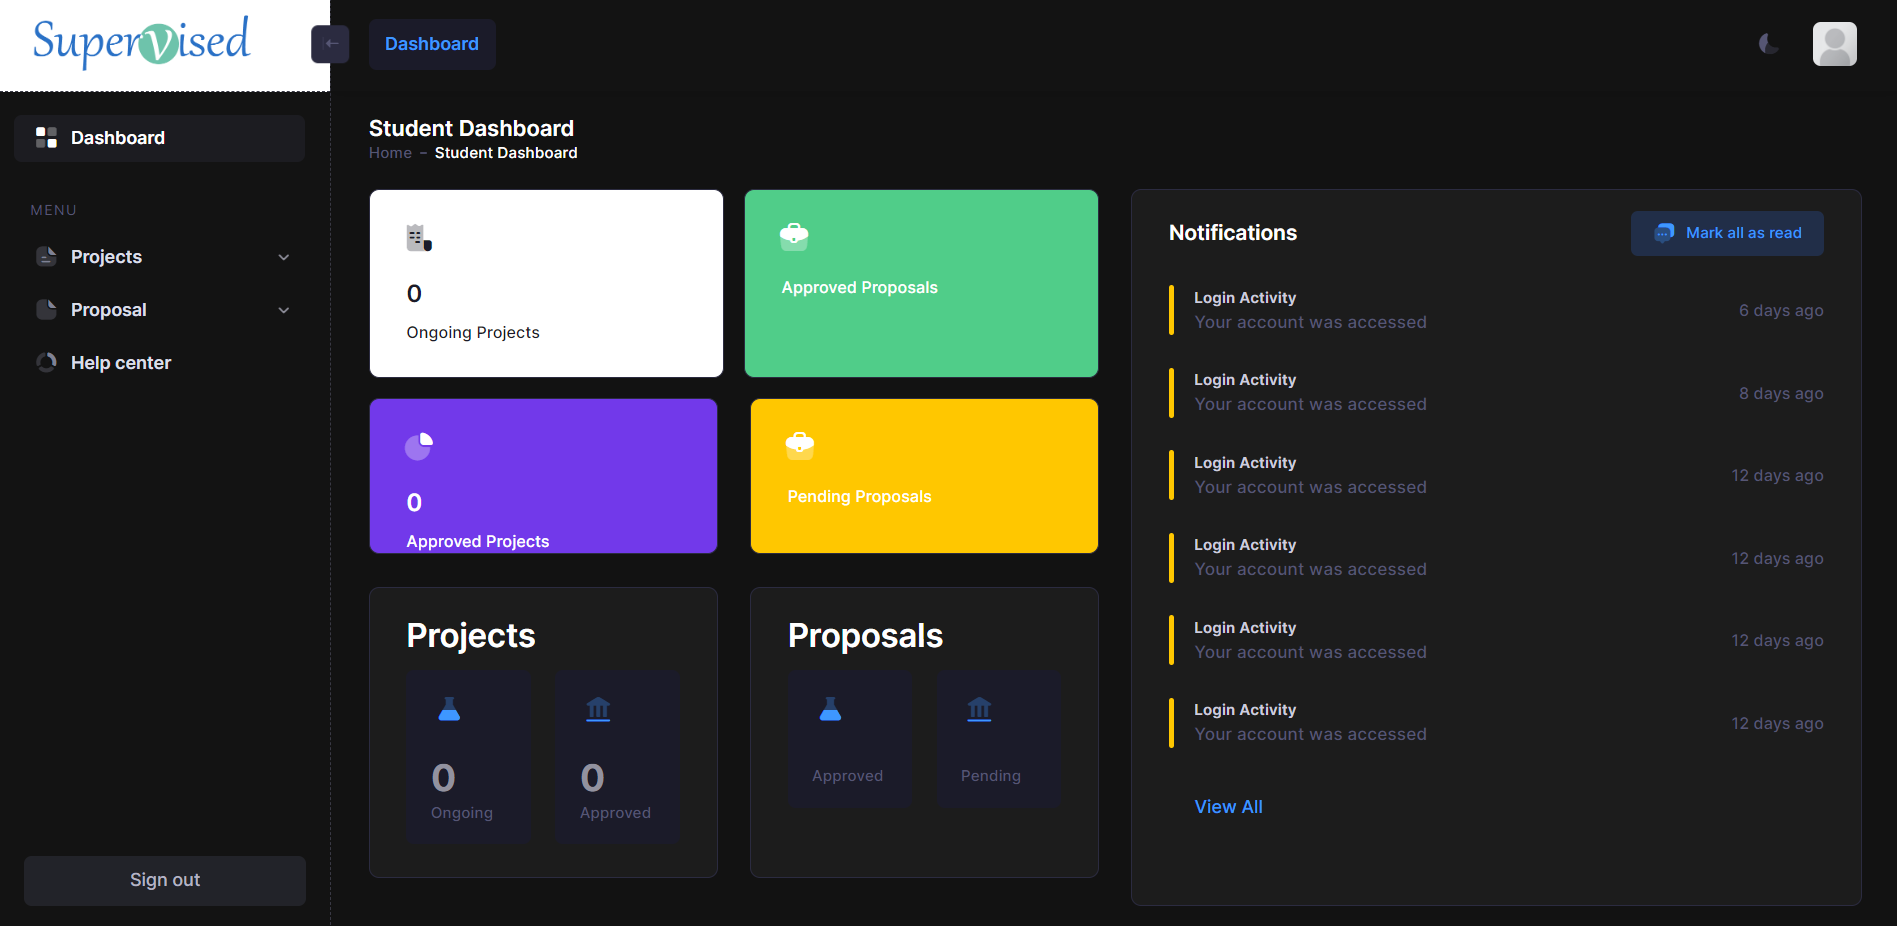 Supervised
Dashboard
Dashboard
MENU
Projects
Proposal
Help center
Sign out
Student Dashboard
Home – Student Dashboard
0
Ongoing Projects
Approved Proposals
0
Approved Projects
Pending Proposals
Projects
0
Ongoing
0
Approved
Proposals
Approved
Pending
Notifications
Mark all as read
Login Activity
Your account was accessed
6 days ago
Login Activity
Your account was accessed
8 days ago
Login Activity
Your account was accessed
12 days ago
Login Activity
Your account was accessed
12 days ago
Login Activity
Your account was accessed
12 days ago
Login Activity
Your account was accessed
12 days ago
View All